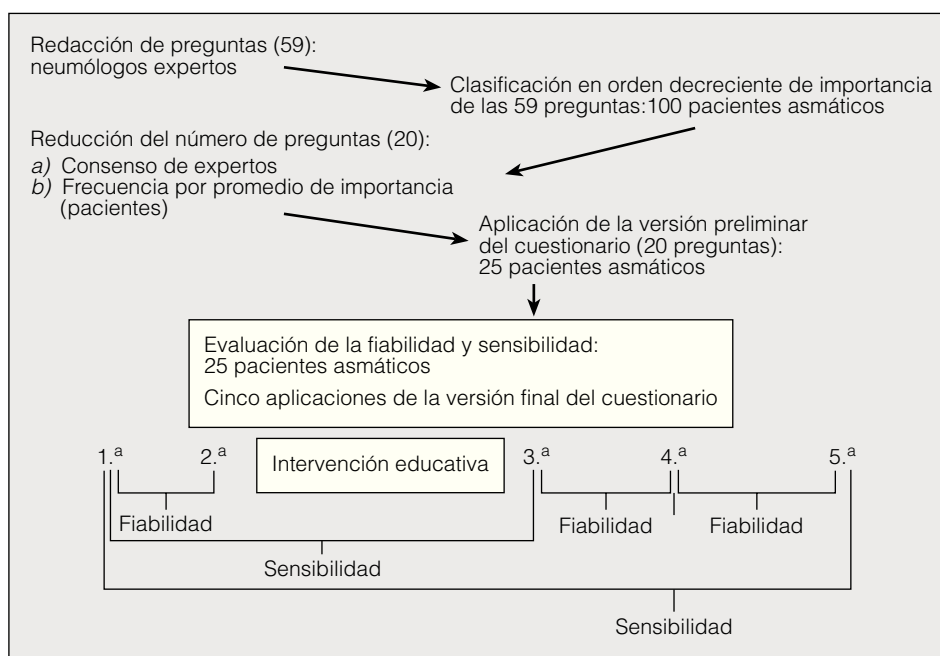 Redacción de preguntas (59):
neumólogos expertos
Clasificación en orden decreciente de importancia
de las 59 preguntas:100 pacientes asmáticos
Reducción del número de preguntas (20):
a) Consenso de expertos
b) Frecuencia por promedio de importancia
(pacientes)
Aplicación de la versión preliminar
del cuestionario (20 preguntas):
25 pacientes asmáticos
Evaluación de la fiabilidad y sensibilidad:
25 pacientes asmáticos
Cinco aplicaciones de la versión final del cuestionario
1.ª 2.ª Intervención educativa 3.ª 4.ª 5.ª
Fiabilidad Fiabilidad Fiabilidad
Sensibilidad
Sensibilidad